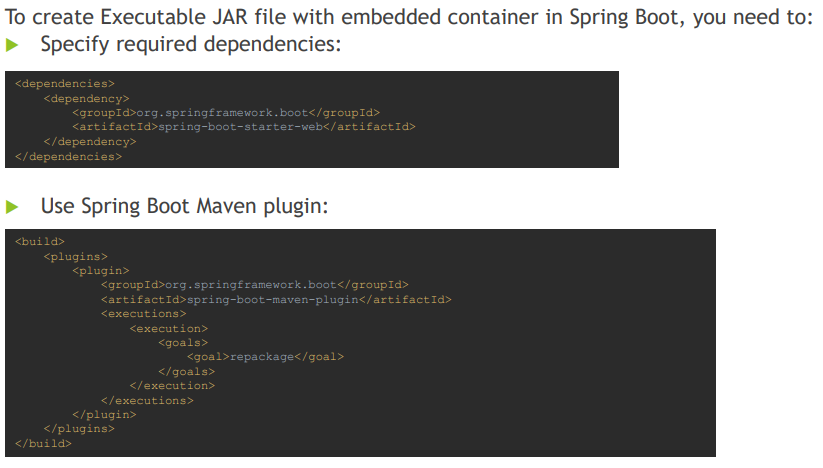 To create Executable JAR file with embedded container in Spring Boot, you need to:
Specify required dependencies:
<dependencies>
<dependency>
<groupId>org.springframework.boot</groupId>
<artifactId>spring-boot-starter-web</artifactId>
</dependency>
</dependencies>
Use Spring Boot Maven plugin:
<build>
<plugins>
<plugin>
<groupId>org.springframework.boot</groupId>
<artifactId>spring-boot-maven-plugin</artifactId>
<executions>
<execution>
<goals>
<goal>repackage</goal>
</goals>
</execution>
</executions>
</plugin>
</plugins>
</build>